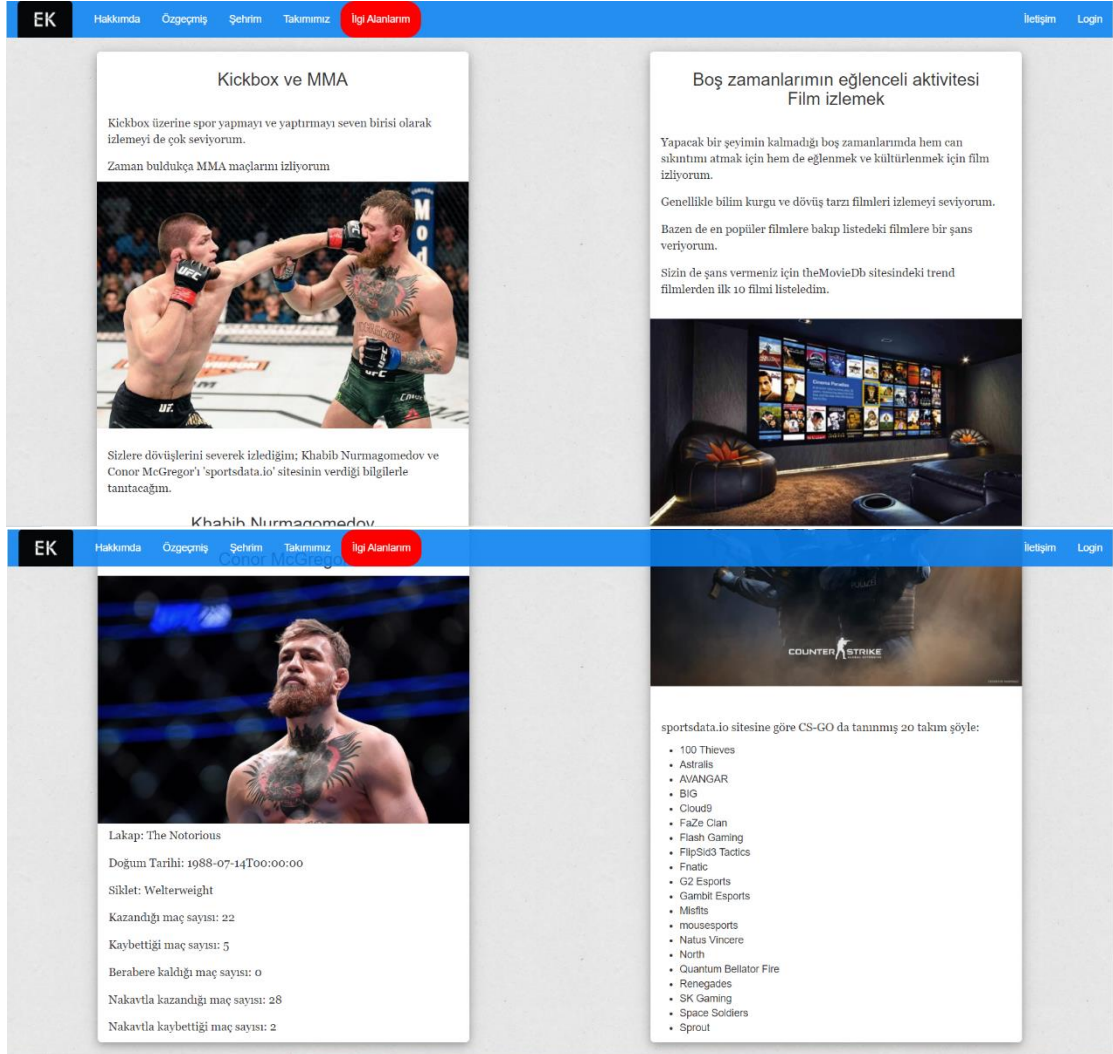 EK
Hakkımda
Özgeçmiş
Şehrim
Takımımız
İlgi Alanlarım
İletişim
Login
Kickbox ve MMA
Kickbox üzerine spor yapmayı ve yaptırmayı seven birisi olarak
izlemeyi de çok seviyorum.
Zaman buldukça MMA maçlarını izliyorum
UFC
UFC
MCGREGOR
Sizlere dövüşlerini severek izlediğim; Khabib Nurmagomedov ve
Conor McGregor'ı 'sportsdata.io' sitesinin verdiği bilgilerle
tanıtacağım.
Khabib Nurmagomedov
Boş zamanlarımın eğlenceli aktivitesi
Film izlemek
Yapacak bir şeyimin kalmadığı boş zamanlarımda hem can
sıkıntımı atmak için hem de eğlenmek ve kültürlenmek için film
izliyorum.
Genellikle bilim kurgu ve dövüş tarzı filmleri izlemeyi seviyorum.
Bazen de en popüler filmlere bakıp listedeki filmlere bir şans
veriyorum.
Sizin de şans vermeniz için theMovieDb sitesindeki trend
filmlerden ilk 10 filmi listeledim.
Cinema Paradiso
EK
Hakkımda
Özgeçmiş
Şehrim
Takımımız
İlgi Alanlarım
İletişim
Login
Conor McGrego
Lakap: The Notorious
Doğum Tarihi: 1988-07-14T00:00:00
Siklet: Welterweight
Kazandığı maç sayısı: 22
Kaybettiği maç sayısı: 5
Berabere kaldığı maç sayısı: 0
Nakavtla kazandığı maç sayısı: 28
Nakavtla kaybettiği maç sayısı: 2
COUNTER STRIKE
sportsdata.io sitesine göre CS-GO da tanınmış 20 takım şöyle:
100 Thieves
Astralis
AVANGAR
BIG
Cloud9
FaZe Clan
Flash Gaming
FlipSid3 Tactics
Fnatic
G2 Esports
Gambit Esports
Misfits
mousesports
Natus Vincere
North
Quantum Bellator Fire
Renegades
SK Gaming
Space Soldiers
Sprout